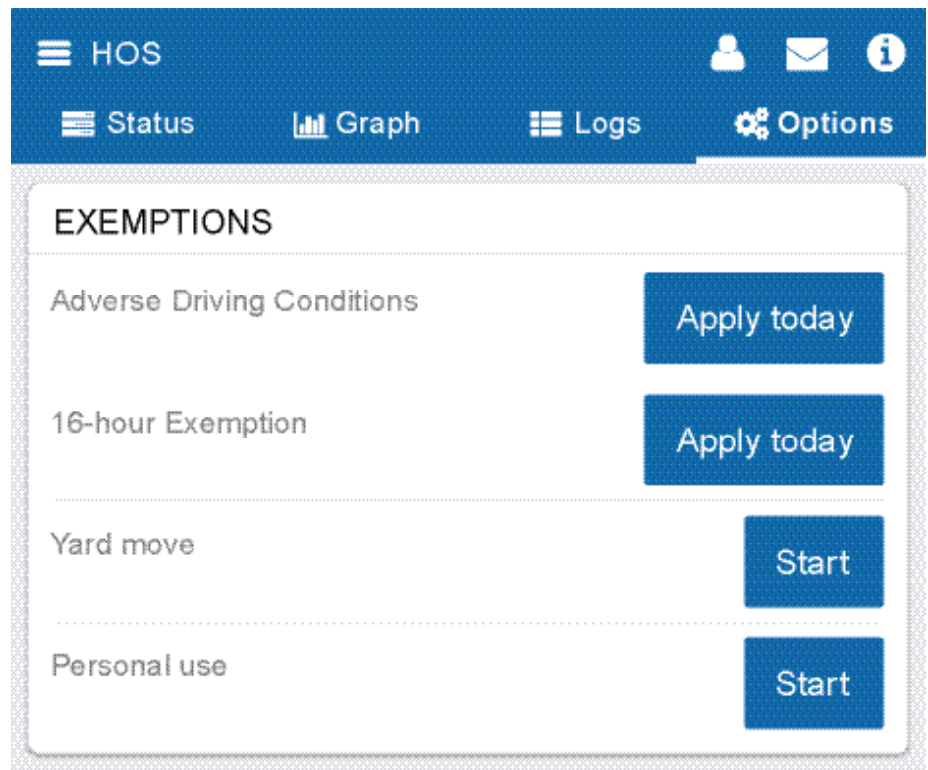 HOS
Status Graph Logs Options
EXEMPTIONS
Adverse Driving Conditions Apply today
16-hour Exemption Apply today
Yard move Start
Personal use Start